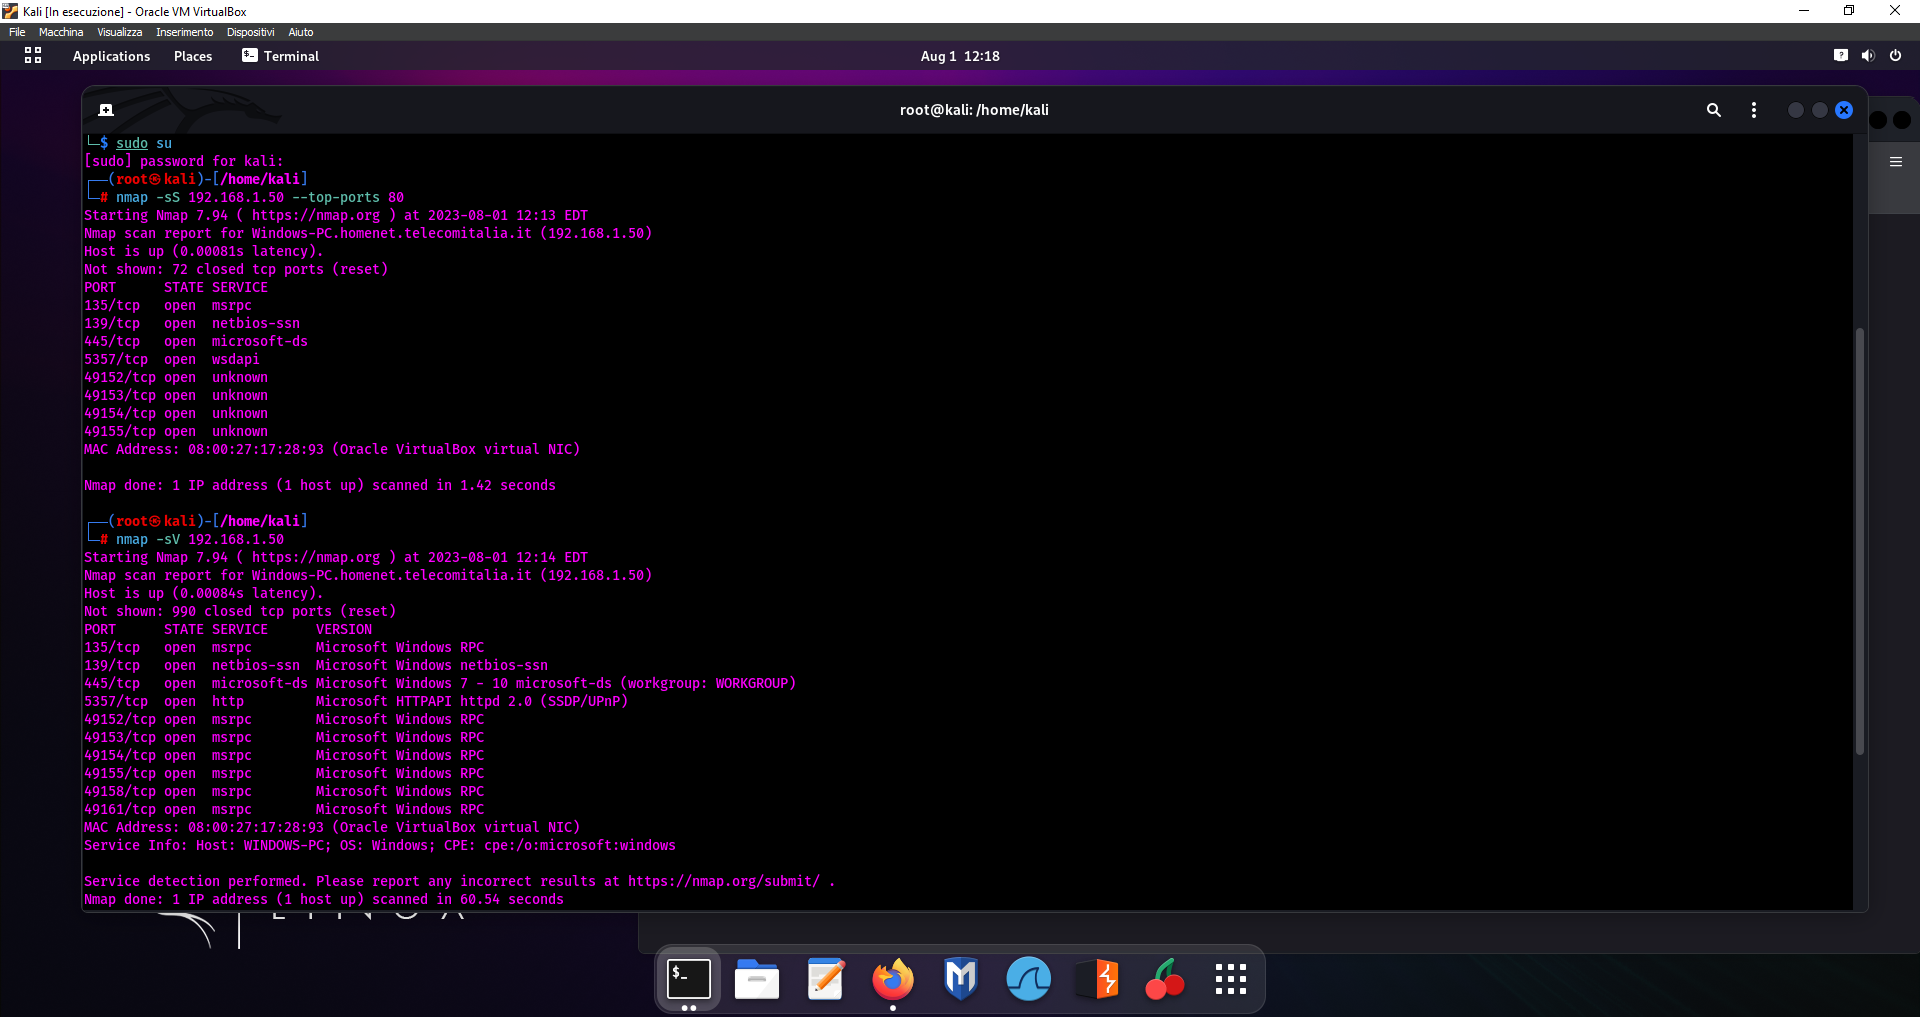 Kali [In esecuzione] - Oracle VM VirtualBox
File Macchina Visualizza Inserimento Dispositivi Aiuto
Applications Places Terminal Aug 1 12:18
root@kali: /home/kali
└─$ sudo su
[sudo] password for kali:
┌──(root㉿kali)-[/home/kali]
└─# nmap -sS 192.168.1.50 --top-ports 80
Starting Nmap 7.94 ( https://nmap.org ) at 2023-08-01 12:13 EDT
Nmap scan report for Windows-PC.homenet.telecomitalia.it (192.168.1.50)
Host is up (0.00081s latency).
Not shown: 72 closed tcp ports (reset)
PORT      STATE SERVICE
135/tcp   open  msrpc
139/tcp   open  netbios-ssn
445/tcp   open  microsoft-ds
5357/tcp  open  wsdapi
49152/tcp open  unknown
49153/tcp open  unknown
49154/tcp open  unknown
49155/tcp open  unknown
MAC Address: 08:00:27:17:28:93 (Oracle VirtualBox virtual NIC)
Nmap done: 1 IP address (1 host up) scanned in 1.42 seconds
┌──(root㉿kali)-[/home/kali]
└─# nmap -sV 192.168.1.50
Starting Nmap 7.94 ( https://nmap.org ) at 2023-08-01 12:14 EDT
Nmap scan report for Windows-PC.homenet.telecomitalia.it (192.168.1.50)
Host is up (0.00084s latency).
Not shown: 990 closed tcp ports (reset)
PORT      STATE SERVICE      VERSION
135/tcp   open  msrpc        Microsoft Windows RPC
139/tcp   open  netbios-ssn  Microsoft Windows netbios-ssn
445/tcp   open  microsoft-ds Microsoft Windows 7 - 10 microsoft-ds (workgroup: WORKGROUP)
5357/tcp  open  http         Microsoft HTTPAPI httpd 2.0 (SSDP/UPnP)
49152/tcp open  msrpc        Microsoft Windows RPC
49153/tcp open  msrpc        Microsoft Windows RPC
49154/tcp open  msrpc        Microsoft Windows RPC
49155/tcp open  msrpc        Microsoft Windows RPC
49158/tcp open  msrpc        Microsoft Windows RPC
49161/tcp open  msrpc        Microsoft Windows RPC
MAC Address: 08:00:27:17:28:93 (Oracle VirtualBox virtual NIC)
Service Info: Host: WINDOWS-PC; OS: Windows; CPE: cpe:/o:microsoft:windows
Service detection performed. Please report any incorrect results at https://nmap.org/submit/ .
Nmap done: 1 IP address (1 host up) scanned in 60.54 seconds